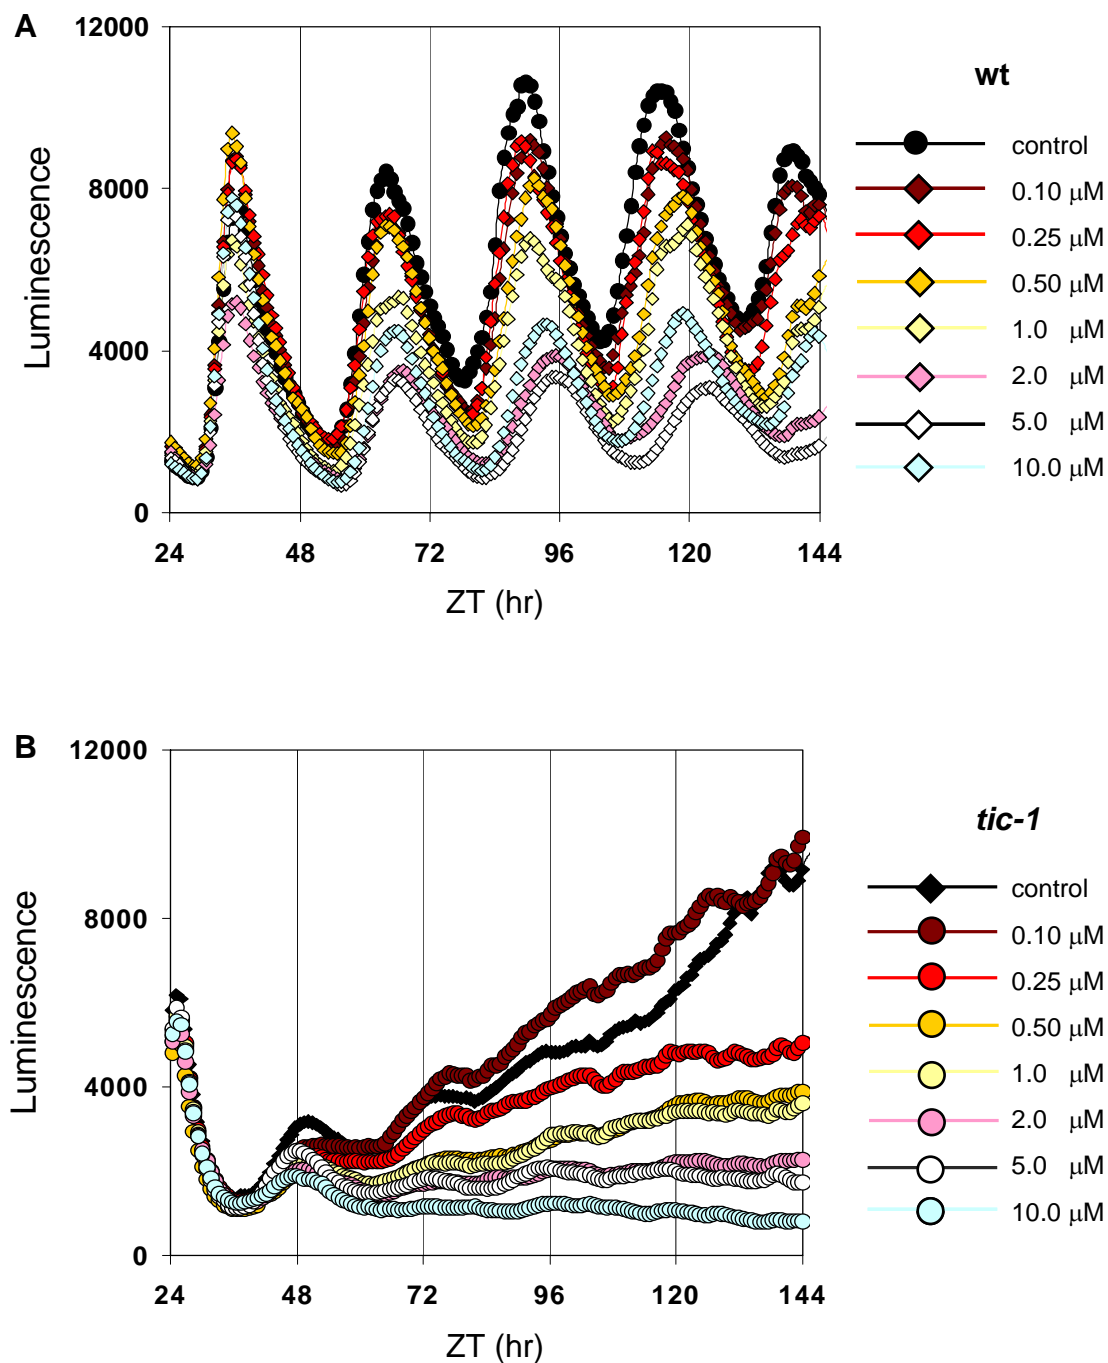 A
12000
8000
4000
0
Luminescence
24 48 72 96 120 144
ZT (hr)
wt
control
0.10 μM
0.25 μM
0.50 μM
1.0 μM
2.0 μM
5.0 μM
10.0 μM
B
12000
8000
4000
0
Luminescence
24 48 72 96 120 144
ZT (hr)
tic-1
control
0.10 μM
0.25 μM
0.50 μM
1.0 μM
2.0 μM
5.0 μM
10.0 μM